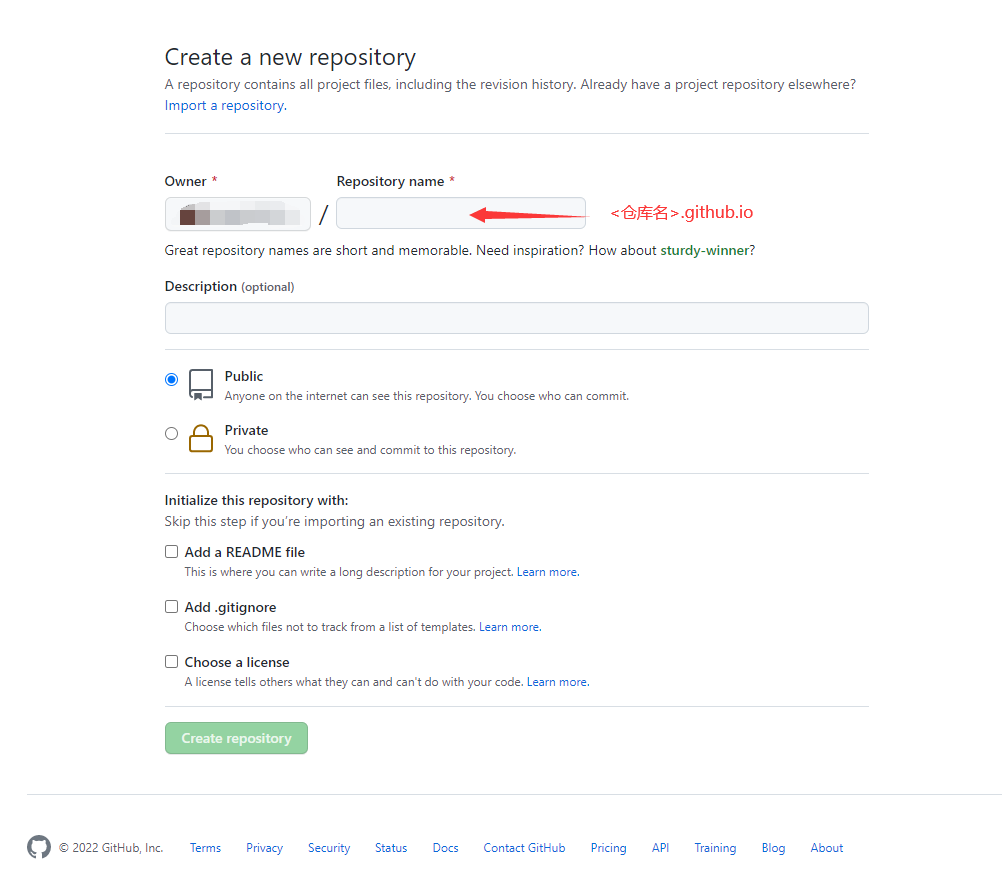 Create a new repository
A repository contains all project files, including the revision history. Already have a project repository elsewhere?
Import a repository.
Owner * Repository name *
/ <仓库名>.github.io
Great repository names are short and memorable. Need inspiration? How about sturdy-winner?
Description (optional)
Public
Anyone on the internet can see this repository. You choose who can commit.
Private
You choose who can see and commit to this repository.
Initialize this repository with:
Skip this step if you're importing an existing repository.
Add a README file
This is where you can write a long description for your project. Learn more.
Add .gitignore
Choose which files not to track from a list of templates. Learn more.
Choose a license
A license tells others what they can and can't do with your code. Learn more.
Create repository
© 2022 GitHub, Inc. Terms Privacy Security Status Docs Contact GitHub Pricing API Training Blog About